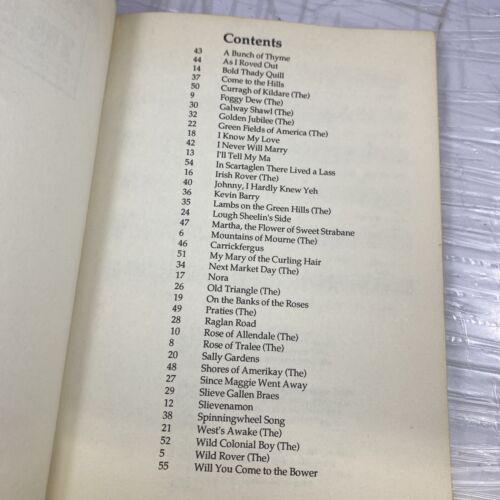 Contents
43 A Bunch of Thyme
44 As I Roved Out
14 Bold Thady Quill
37 Come to the Hills
50 Curragh of Kildare (The)
9 Foggy Dew (The)
30 Galway Shawl (The)
32 Golden Jubilee (The)
22 Green Fields of America (The)
18 I Know My Love
42 I Never Will Marry
13 I'll Tell My Ma
54 In Scartaglen There Lived a Lass
16 Irish Rover (The)
40 Johnny, I Hardly Knew Yeh
36 Kevin Barry
35 Lambs on the Green Hills (The)
24 Lough Sheelin's Side
47 Martha, the Flower of Sweet Strabane
6 Mountains of Mourne (The)
46 Carrickfergus
51 My Mary of the Curling Hair
34 Next Market Day (The)
17 Nora
26 Old Triangle (The)
19 On the Banks of the Roses
49 Praties (The)
28 Raglan Road
10 Rose of Allendale (The)
8 Rose of Tralee (The)
20 Sally Gardens
48 Shores of Amerikay (The)
27 Since Maggie Went Away
29 Slieve Gallen Braes
12 Slievenamon
38 Spinningwheel Song
21 West's Awake (The)
52 Wild Colonial Boy (The)
5 Wild Rover (The)
55 Will You Come to the Bower